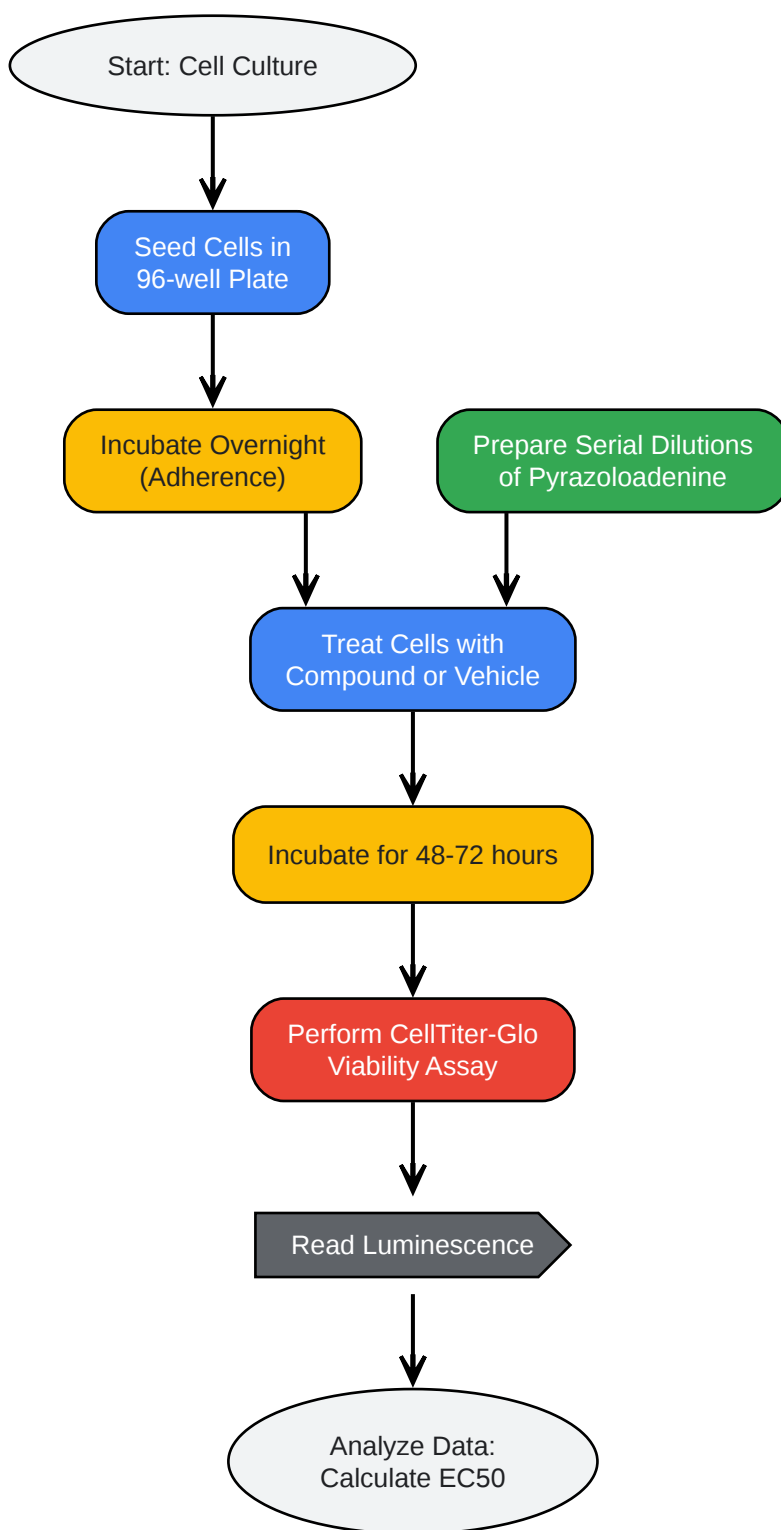 Start: Cell Culture
Seed Cells in
96-well Plate
Incubate Overnight
(Adherence)
Prepare Serial Dilutions
of Pyrazoloadenine
Treat Cells with
Compound or Vehicle
Incubate for 48-72 hours
Perform CellTiter-Glo
Viability Assay
Read Luminescence
Analyze Data:
Calculate EC50